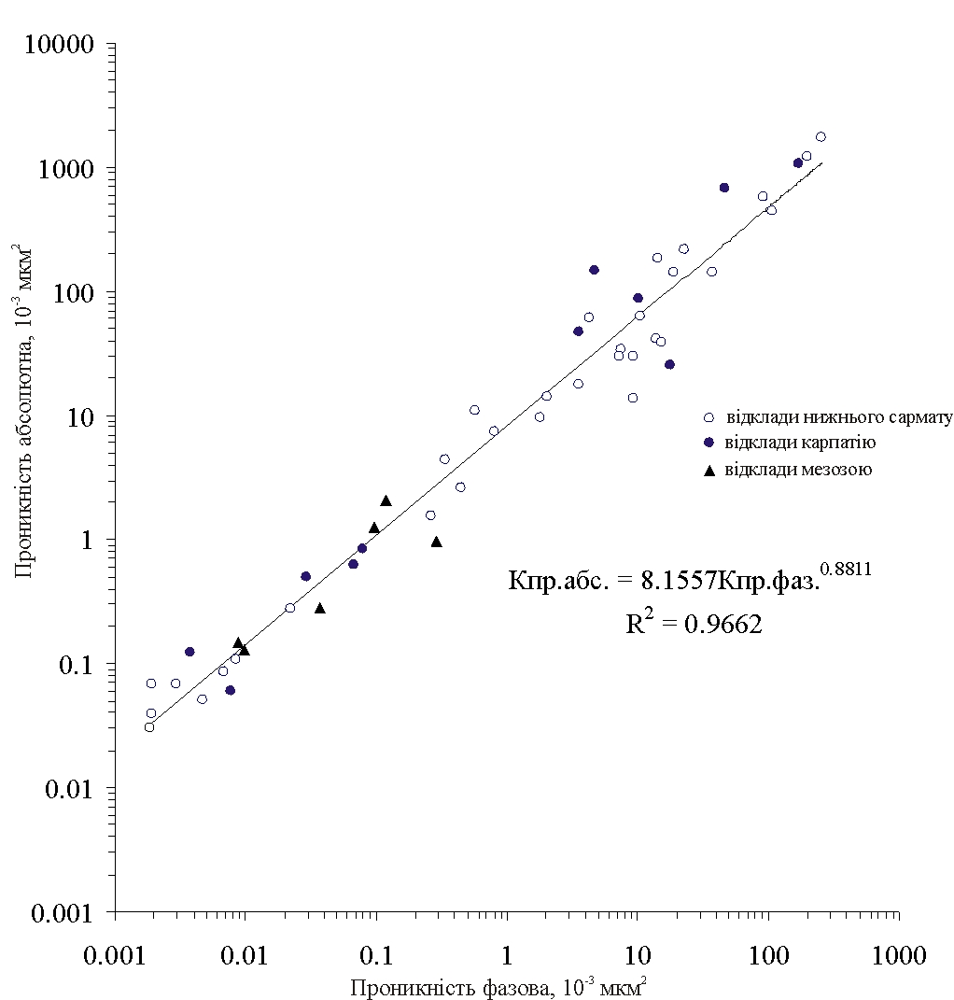 10000
1000
100
10
1
0.1
0.01
0.001
Проникність абсолютна, 10⁻³ мкм²
відклади нижнього сармату
відклади карпатію
відклади мезозою
Кпр.абс. = 8.1557Кпр.фаз.^0.8811
R² = 0.9662
0.001 0.01 0.1 1 10 100 1000
Проникність фазова, 10⁻³ мкм²